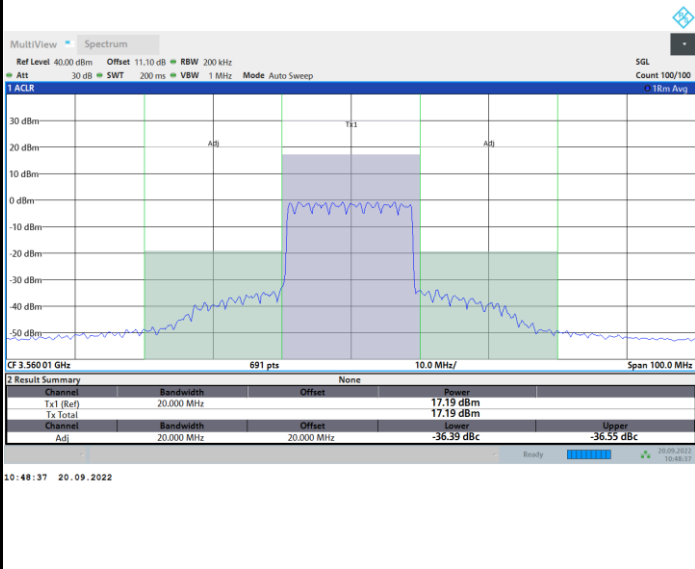 MultiView Spectrum
Ref Level 40.00 dBm Offset 11.10 dB RBW 200 kHz SGL
Att 30 dB SWT 200 ms VBW 1 MHz Mode Auto Sweep Count 100/100
1 ACLR 1Rm Avg
30 dBm
Tx1
20 dBm
Adj Adj
10 dBm
0 dBm
-10 dBm
-20 dBm
-30 dBm
-40 dBm
-50 dBm
CF 3.560 01 GHz 691 pts 10.0 MHz/ Span 100.0 MHz
2 Result Summary None
Channel Bandwidth Offset Power
Tx1 (Ref) 20.000 MHz 17.19 dBm
Tx Total 17.19 dBm
Channel Bandwidth Offset Lower Upper
Adj 20.000 MHz 20.000 MHz -36.39 dBc -36.55 dBc
Ready 20.09.2022
10:48:37
10:48:37 20.09.2022